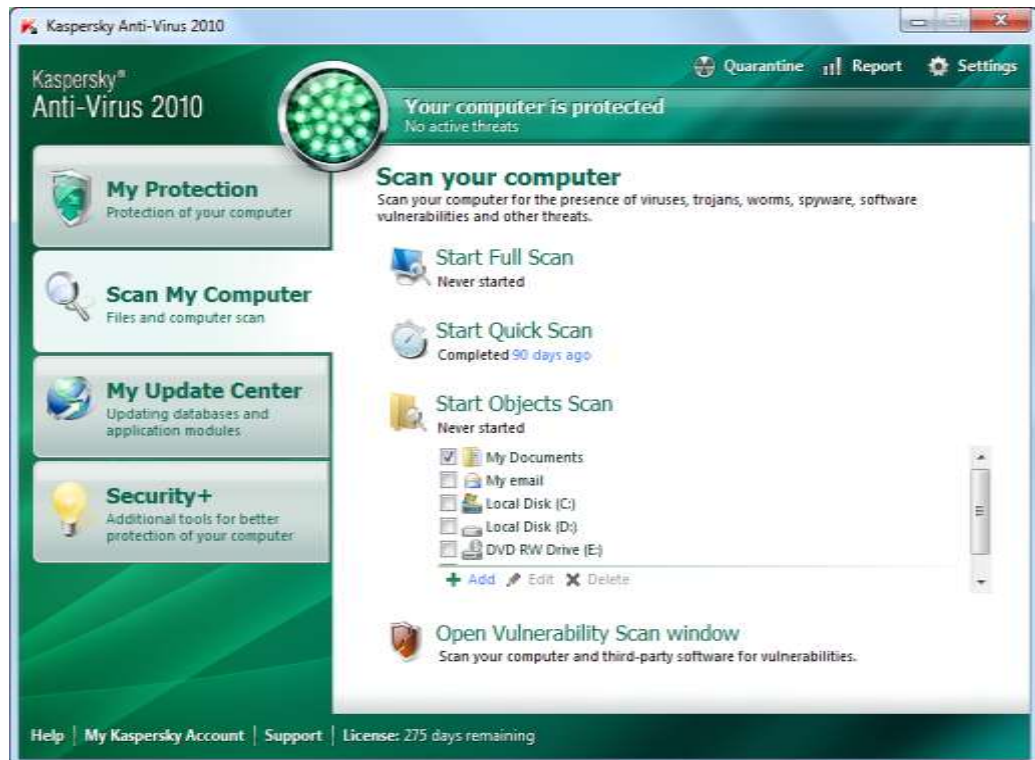 Kaspersky Anti-Virus 2010
Quarantine Report Settings
Kaspersky®
Anti-Virus 2010
Your computer is protected
No active threats
My Protection
Protection of your computer
Scan My Computer
Files and computer scan
My Update Center
Updating databases and
application modules
Security+
Additional tools for better
protection of your computer
Scan your computer
Scan your computer for the presence of viruses, trojans, worms, spyware, software
vulnerabilities and other threats.
Start Full Scan
Never started
Start Quick Scan
Completed 90 days ago
Start Objects Scan
Never started
My Documents
My email
Local Disk (C:)
Local Disk (D:)
DVD RW Drive (E:)
Add Edit Delete
Open Vulnerability Scan window
Scan your computer and third-party software for vulnerabilities.
Help | My Kaspersky Account | Support | License: 275 days remaining